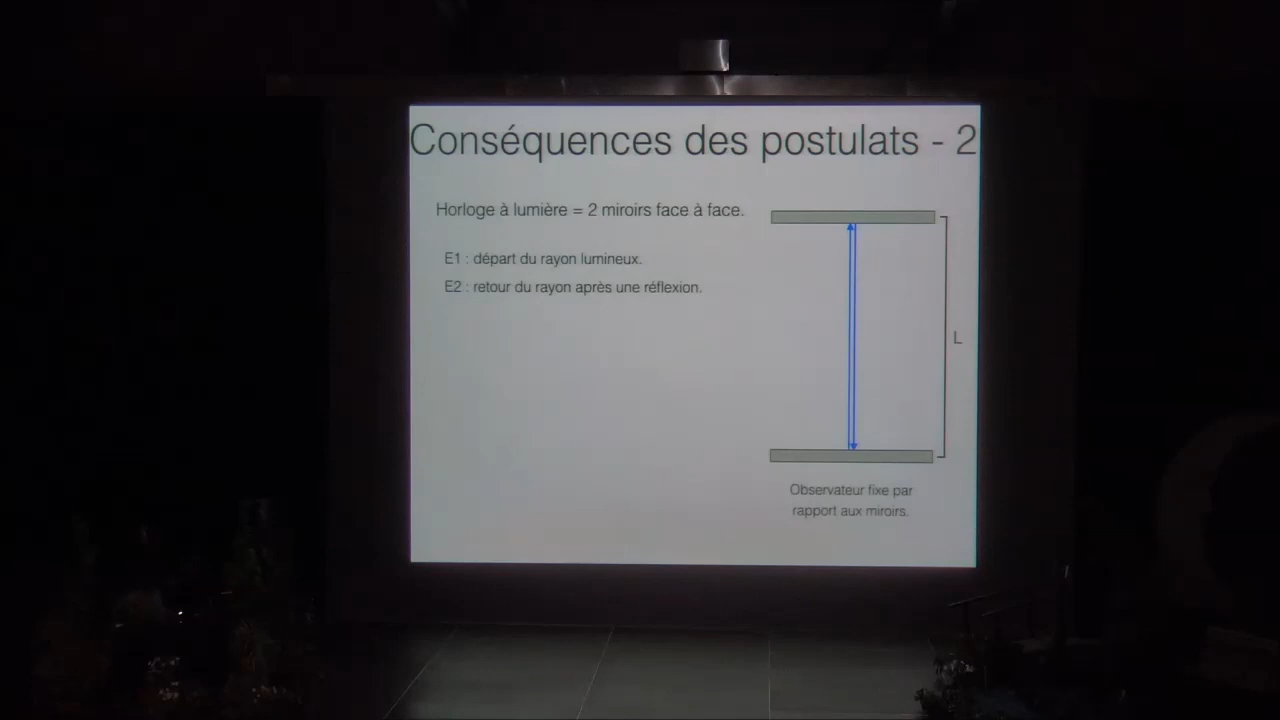 Conséquences des postulats - 2
Horloge à lumière = 2 miroirs face à face.
E1 : départ du rayon lumineux.
E2 : retour du rayon après une réflexion.
L
Observateur fixe par
rapport aux miroirs.